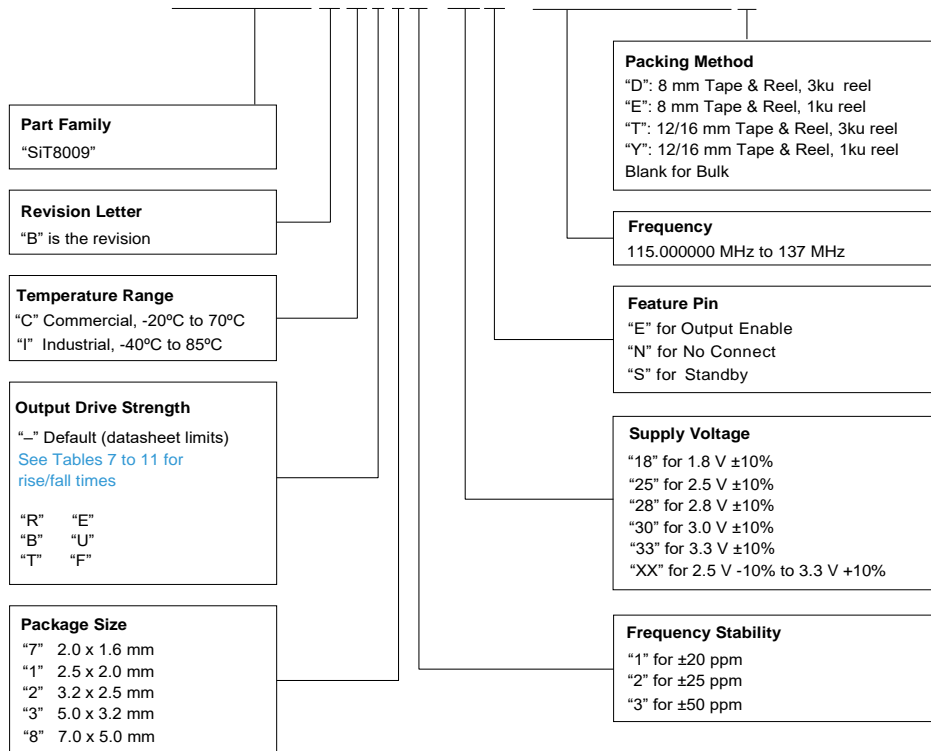 Part Family
“SiT8009”
Revision Letter
“B” is the revision
Temperature Range
“C” Commercial, -20ºC to 70ºC
“I” Industrial, -40ºC to 85ºC
Output Drive Strength
“–” Default (datasheet limits)
See Tables 7 to 11 for
rise/fall times
“R” “E”
“B” “U”
“T” “F”
Package Size
“7” 2.0 x 1.6 mm
“1” 2.5 x 2.0 mm
“2” 3.2 x 2.5 mm
“3” 5.0 x 3.2 mm
“8” 7.0 x 5.0 mm
Packing Method
“D”: 8 mm Tape & Reel, 3ku reel
“E”: 8 mm Tape & Reel, 1ku reel
“T”: 12/16 mm Tape & Reel, 3ku reel
“Y”: 12/16 mm Tape & Reel, 1ku reel
Blank for Bulk
Frequency
115.000000 MHz to 137 MHz
Feature Pin
“E” for Output Enable
“N” for No Connect
“S” for Standby
Supply Voltage
“18” for 1.8 V ±10%
“25” for 2.5 V ±10%
“28” for 2.8 V ±10%
“30” for 3.0 V ±10%
“33” for 3.3 V ±10%
“XX” for 2.5 V -10% to 3.3 V +10%
Frequency Stability
“1” for ±20 ppm
“2” for ±25 ppm
“3” for ±50 ppm